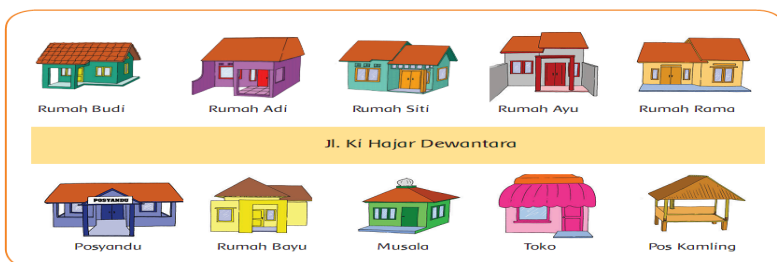 Rumah Budi Rumah Adi Rumah Siti Rumah Ayu Rumah Rama
Jl. Ki Hajar Dewantara
POSYANDU
Posyandu Rumah Bayu Musala Toko Pos Kamling